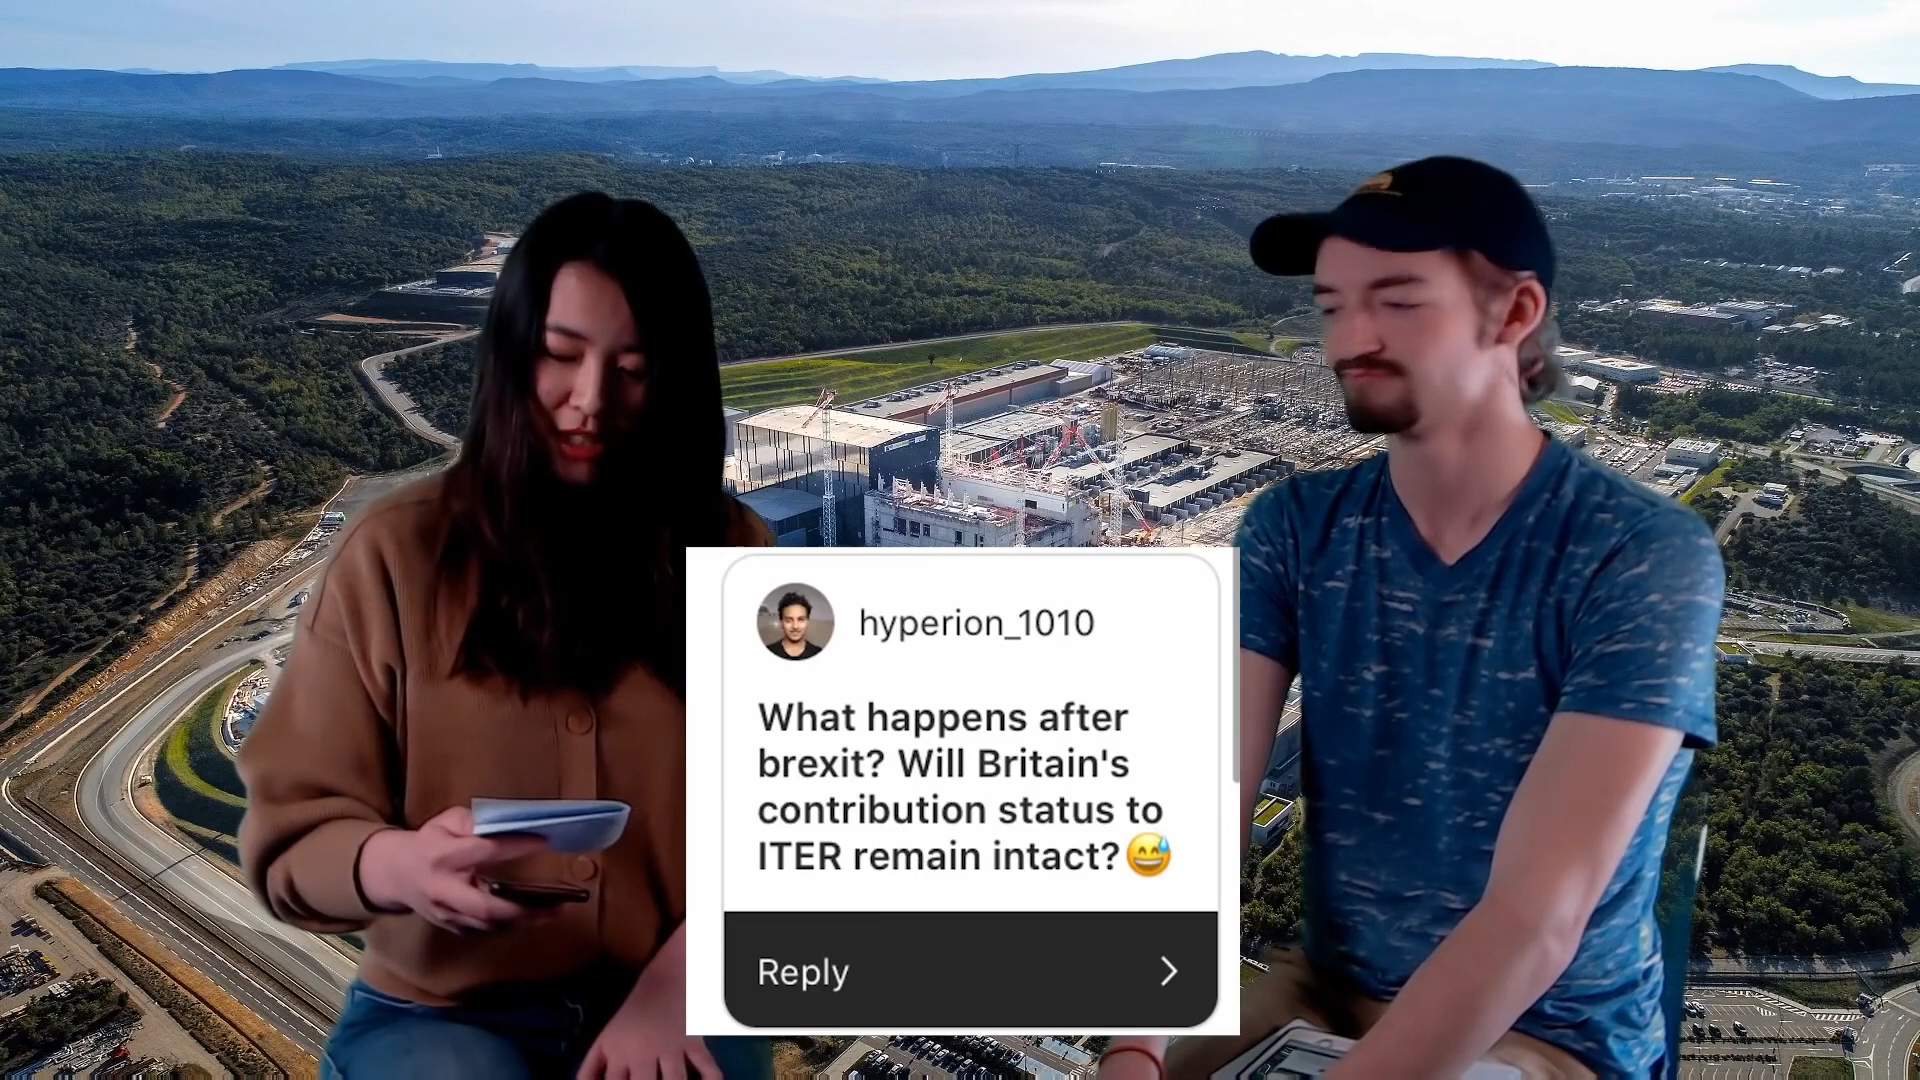 hyperion_1010
What happens after
brexit? Will Britain's
contribution status to
ITER remain intact?😅
Reply